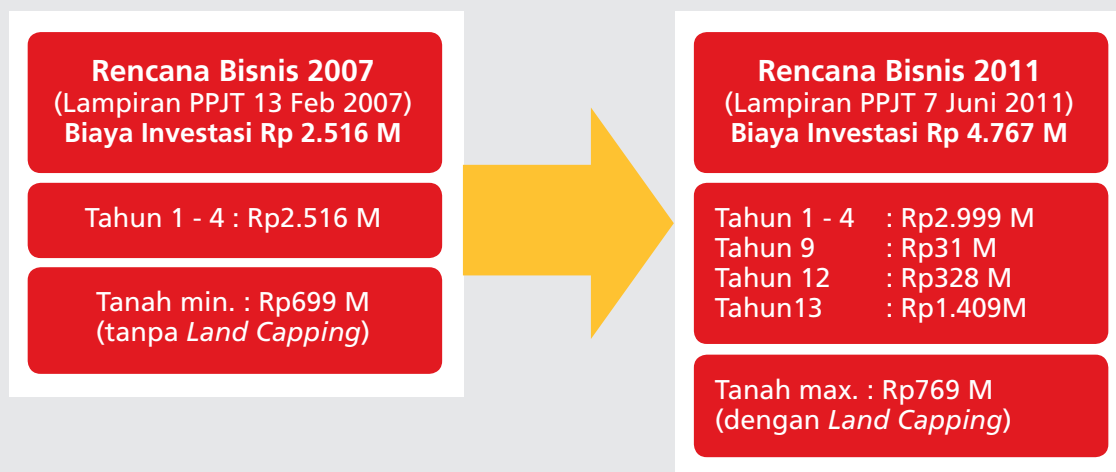 Rencana Bisnis 2007
(Lampiran PPJT 13 Feb 2007)
Biaya Investasi Rp 2.516 M
Tahun 1 - 4 : Rp2.516 M
Tanah min. : Rp699 M
(tanpa Land Capping)
Rencana Bisnis 2011
(Lampiran PPJT 7 Juni 2011)
Biaya Investasi Rp 4.767 M
Tahun 1 - 4 : Rp2.999 M
Tahun 9 : Rp31 M
Tahun 12 : Rp328 M
Tahun13 : Rp1.409M
Tanah max. : Rp769 M
(dengan Land Capping)